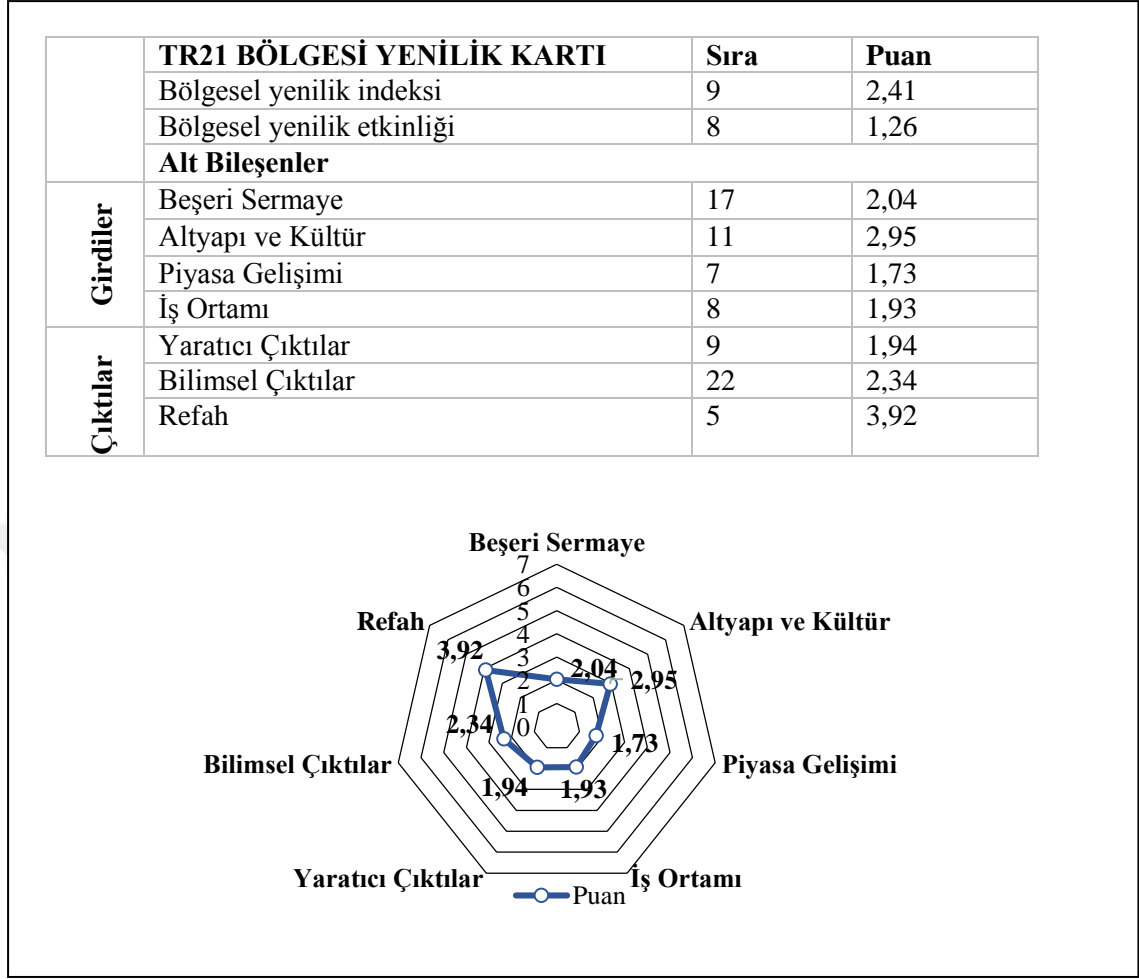 TR21 BÖLGESİ YENİLİK KARTI Sıra Puan
Bölgesel yenilik indeksi 9 2,41
Bölgesel yenilik etkinliği 8 1,26
Alt Bileşenler
Girdiler
Beşeri Sermaye 17 2,04
Altyapı ve Kültür 11 2,95
Piyasa Gelişimi 7 1,73
İş Ortamı 8 1,93
Çıktılar
Yaratıcı Çıktılar 9 1,94
Bilimsel Çıktılar 22 2,34
Refah 5 3,92
Beşeri Sermaye
7
6
Refah 5 Altyapı ve Kültür
4
3,92 3 2,04 2,95
2
1
2,34 0 1,73
Bilimsel Çıktılar Piyasa Gelişimi
1,94 1,93
Yaratıcı Çıktılar İş Ortamı
Puan